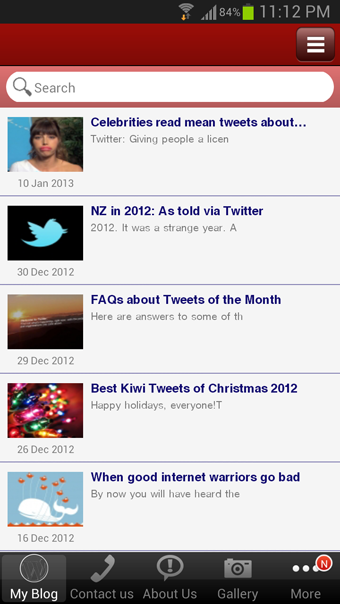 84% 11:12 PM
Search
Celebrities read mean tweets about...
Twitter: Giving people a licen
10 Jan 2013
NZ in 2012: As told via Twitter
2012. It was a strange year. A
30 Dec 2012
FAQs about Tweets of the Month
Here are answers to some of th
29 Dec 2012
Best Kiwi Tweets of Christmas 2012
Happy holidays, everyone!T
26 Dec 2012
When good internet warriors go bad
By now you will have heard the
16 Dec 2012
N
My Blog Contact us About Us Gallery More